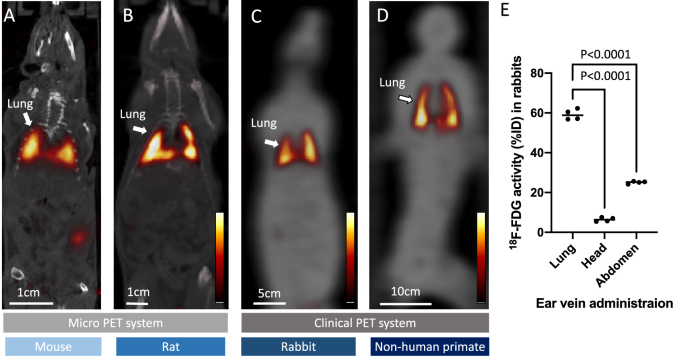 A
B
C
D
E
Lung
Lung
Lung
Lung
1cm
1cm
5cm
10cm
Micro PET system
Clinical PET system
Mouse
Rat
Rabbit
Non-human primate
P<0.0001
P<0.0001
80
60
40
20
0
¹⁸F-FDG activity (%ID) in rabbits
Lung
Head
Abdomen
Ear vein administraion